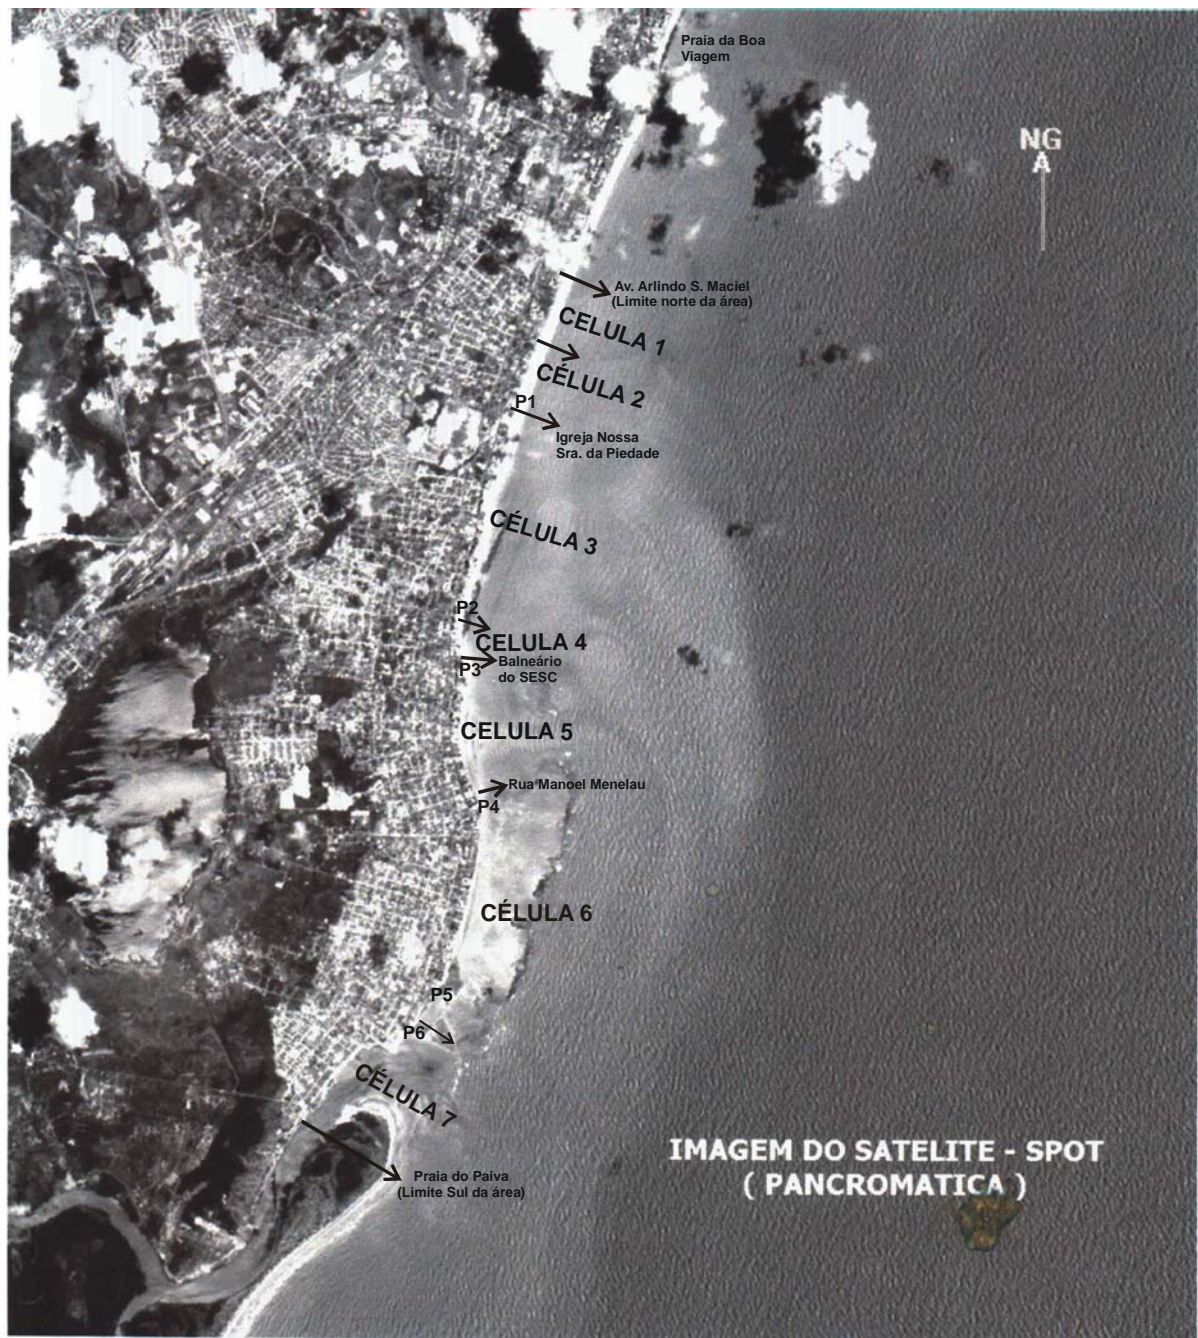 Praia da Boa
Viagem
NG
Av. Arlindo S. Maciel
(Limite norte da área)
CELULA 1
CÉLULA 2
P1
Igreja Nossa
Sra. da Piedade
CÉLULA 3
P2
CELULA 4
P3
Balneário
do SESC
CELULA 5
Rua Manoel Menelau
P4
CÉLULA 6
P5
P6
CÉLULA 7
IMAGEM DO SATELITE - SPOT
( PANCROMATICA )
Praia do Paiva
(Limite Sul da área)